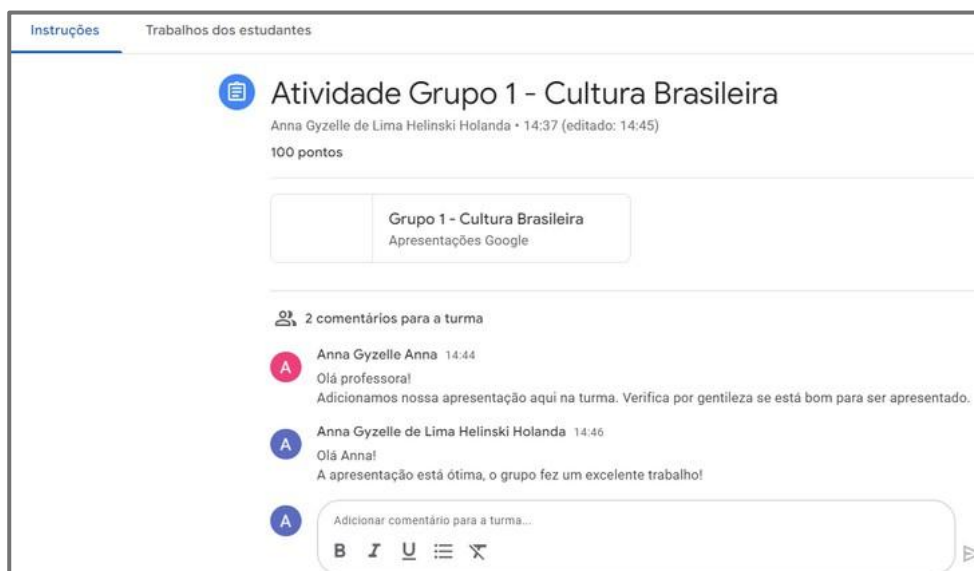 Instruções Trabalhos dos estudantes
Atividade Grupo 1 - Cultura Brasileira
Anna Gyzelle de Lima Helinski Holanda • 14:37 (editado: 14:45)
100 pontos
Grupo 1 - Cultura Brasileira
Apresentações Google
2 comentários para a turma
A
Anna Gyzelle Anna 14:44
Olá professora!
Adicionamos nossa apresentação aqui na turma. Verifica por gentileza se está bom para ser apresentado.
A
Anna Gyzelle de Lima Helinski Holanda 14:46
Olá Anna!
A apresentação está ótima, o grupo fez um excelente trabalho!
A
Adicionar comentário para a turma...
B I U